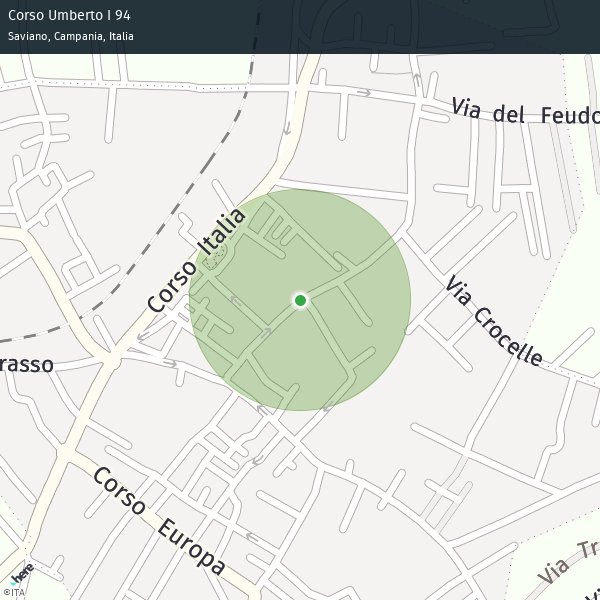 Corso Umberto I 94
Saviano, Campania, Italia
Via del Feudo
Corso Italia
Via Crocelle
rasso
Corso Europa
Via Tr
Vi
here
©ITA